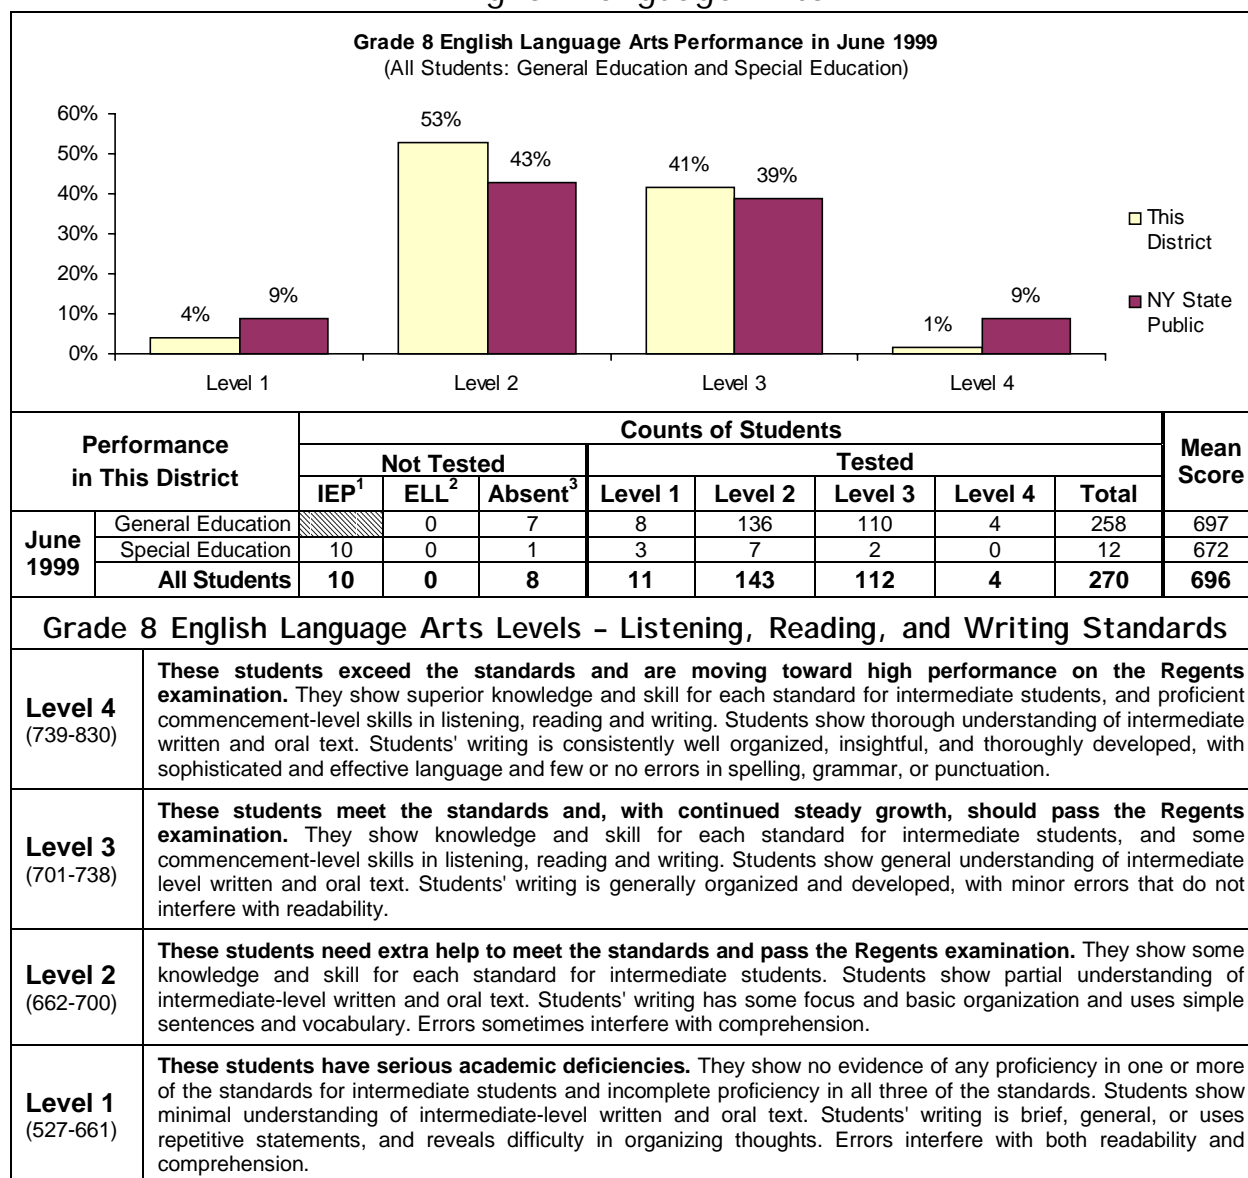 Grade 8 English Language Arts Performance in June 1999
(All Students: General Education and Special Education)
60%
50%
40%
30%
20%
10%
0%
4%
9%
53%
43%
41%
39%
1%
9%
Level 1
Level 2
Level 3
Level 4
This
District
NY State
Public
Performance
in This District
Counts of Students
Mean
Score
Not Tested
Tested
IEP1 ELL2 Absent3 Level 1 Level 2 Level 3 Level 4 Total
June
1999
General Education 0 7 8 136 110 4 258 697
Special Education 10 0 1 3 7 2 0 12 672
All Students 10 0 8 11 143 112 4 270 696
Grade 8 English Language Arts Levels – Listening, Reading, and Writing Standards
Level 4
(739-830)
These students exceed the standards and are moving toward high performance on the Regents
examination. They show superior knowledge and skill for each standard for intermediate students, and proficient
commencement-level skills in listening, reading and writing. Students show thorough understanding of intermediate
written and oral text. Students' writing is consistently well organized, insightful, and thoroughly developed, with
sophisticated and effective language and few or no errors in spelling, grammar, or punctuation.
Level 3
(701-738)
These students meet the standards and, with continued steady growth, should pass the Regents
examination. They show knowledge and skill for each standard for intermediate students, and some
commencement-level skills in listening, reading and writing. Students show general understanding of intermediate
level written and oral text. Students' writing is generally organized and developed, with minor errors that do not
interfere with readability.
Level 2
(662-700)
These students need extra help to meet the standards and pass the Regents examination. They show some
knowledge and skill for each standard for intermediate students. Students show partial understanding of
intermediate-level written and oral text. Students' writing has some focus and basic organization and uses simple
sentences and vocabulary. Errors sometimes interfere with comprehension.
Level 1
(527-661)
These students have serious academic deficiencies. They show no evidence of any proficiency in one or more
of the standards for intermediate students and incomplete proficiency in all three of the standards. Students show
minimal understanding of intermediate-level written and oral text. Students' writing is brief, general, or uses
repetitive statements, and reveals difficulty in organizing thoughts. Errors interfere with both readability and
comprehension.